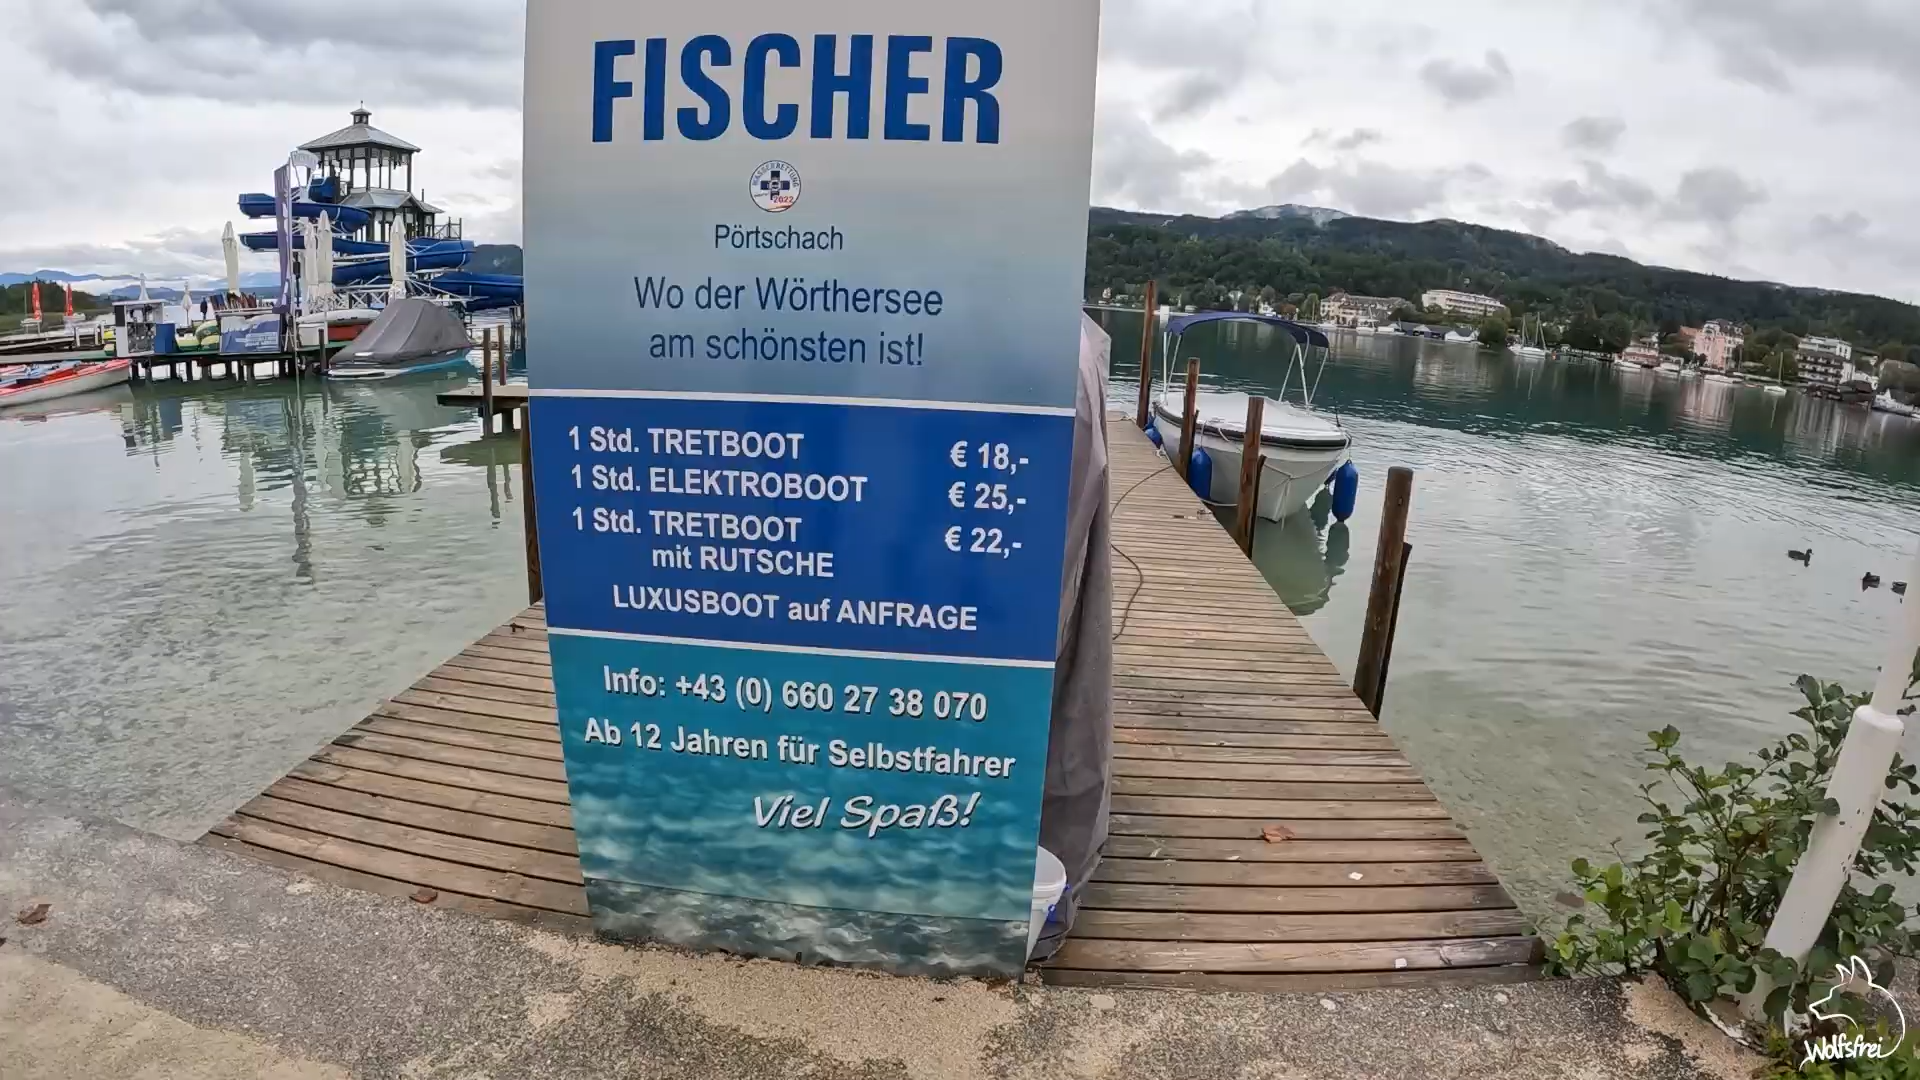 FISCHER
WASSERRETTUNG
2022
Pörtschach
Wo der Wörthersee
am schönsten ist!
1 Std. TRETBOOT € 18,-
1 Std. ELEKTROBOOT € 25,-
1 Std. TRETBOOT € 22,-
mit RUTSCHE
LUXUSBOOT auf ANFRAGE
Info: +43 (0) 660 27 38 070
Ab 12 Jahren für Selbstfahrer
Viel Spaß!
Wolfsfrei